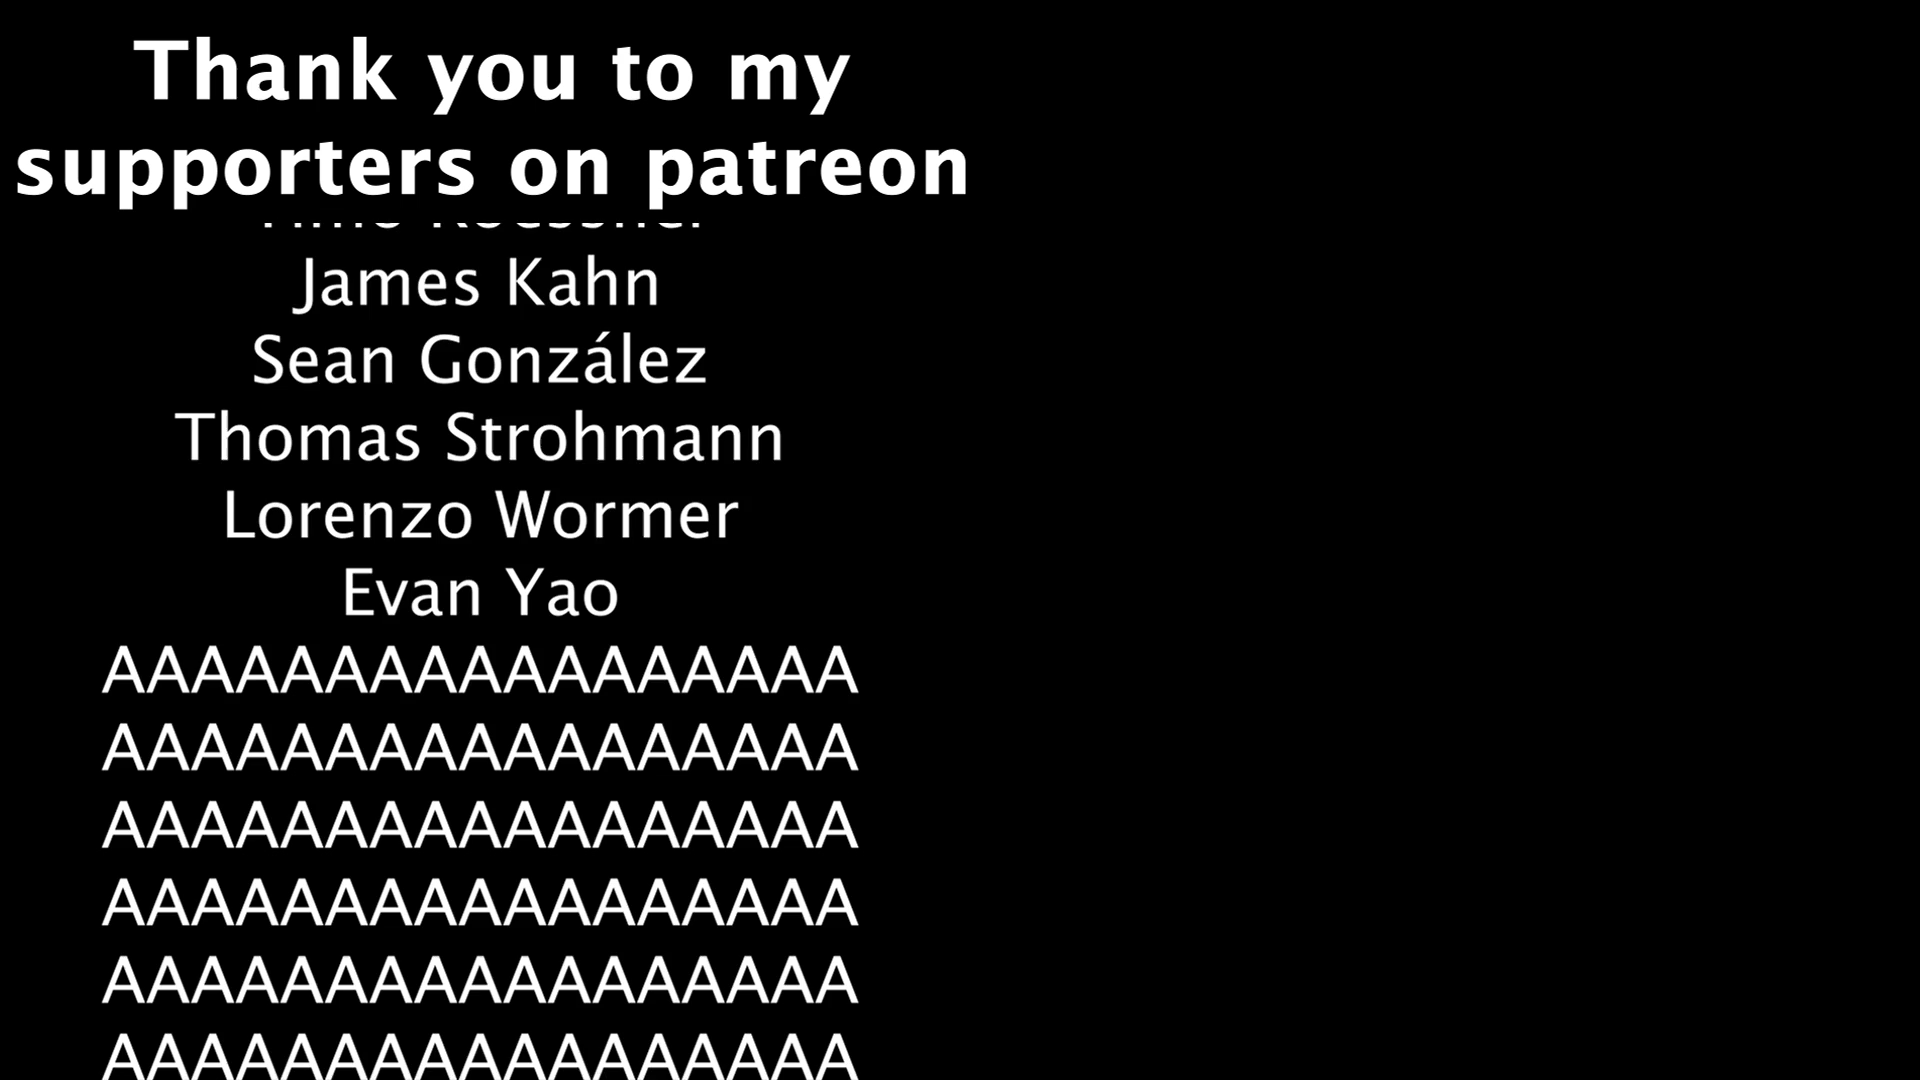 Thank you to my
supporters on patreon
James Kahn
Sean González
Thomas Strohmann
Lorenzo Wormer
Evan Yao
AAAAAAAAAAAAAAAAA
AAAAAAAAAAAAAAAAA
AAAAAAAAAAAAAAAAA
AAAAAAAAAAAAAAAAA
AAAAAAAAAAAAAAAAA
AAAAAAAAAAAAAAAAA